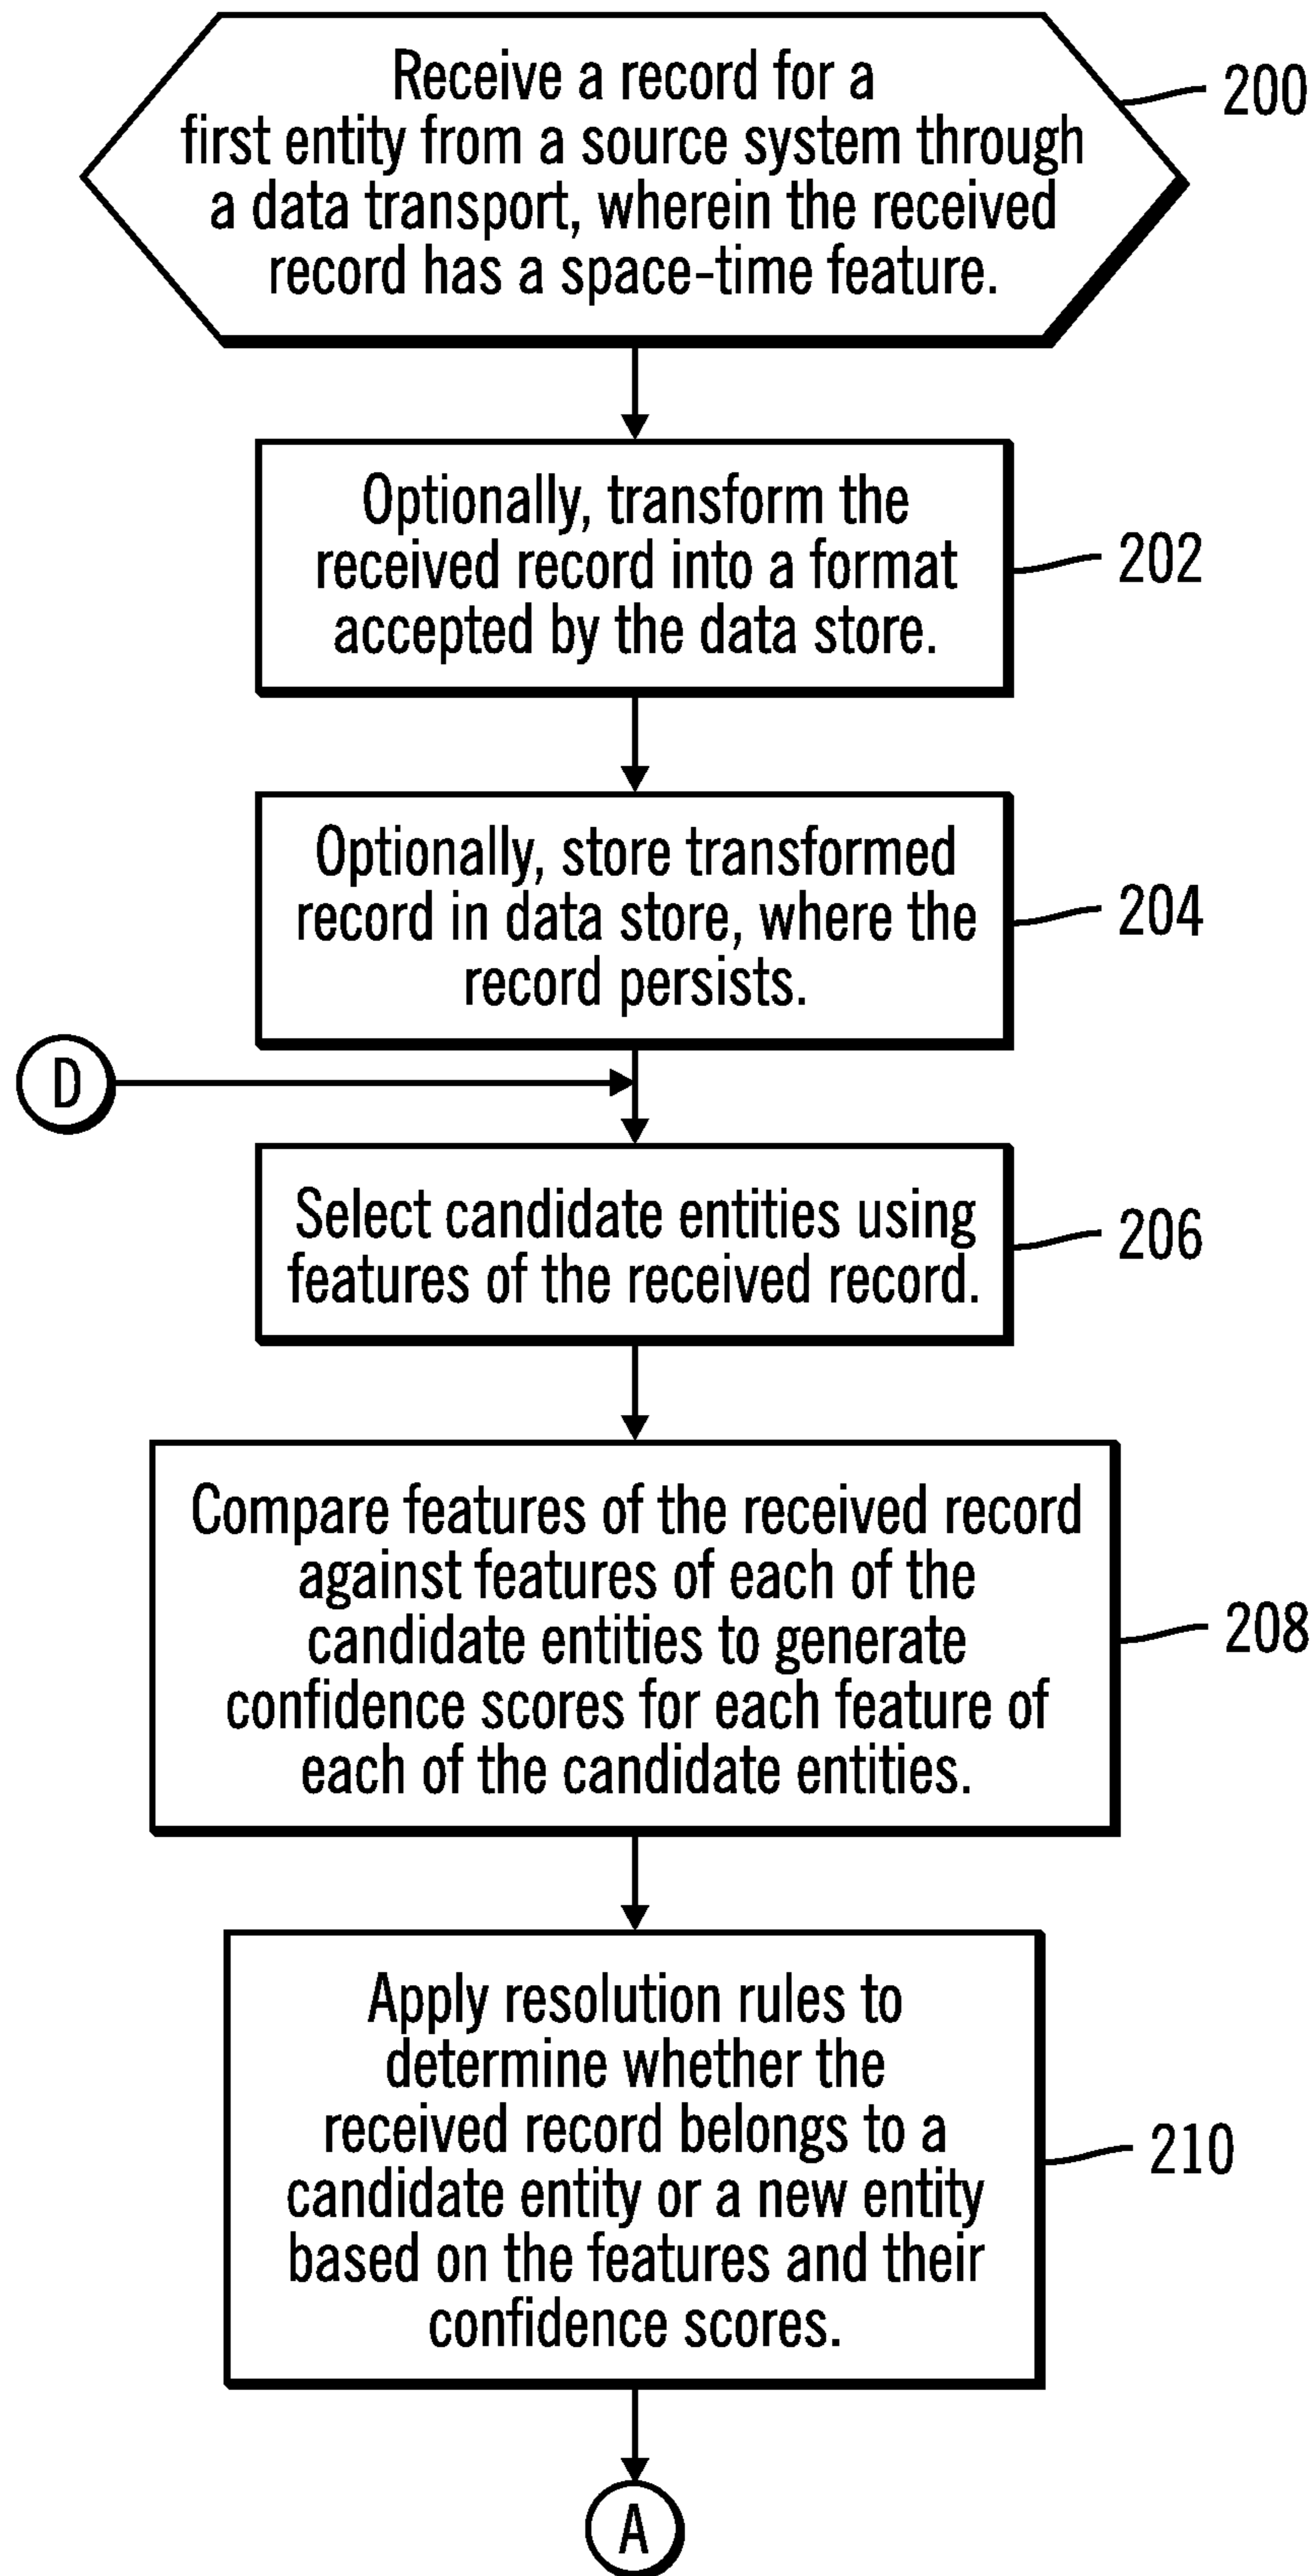 Receive a record for a
first entity from a source system through
a data transport, wherein the received
record has a space-time feature.
200
Optionally, transform the
received record into a format
accepted by the data store.
202
Optionally, store transformed
record in data store, where the
record persists.
204
D
Select candidate entities using
features of the received record.
206
Compare features of the received record
against features of each of the
candidate entities to generate
confidence scores for each feature of
each of the candidate entities.
208
Apply resolution rules to
determine whether the
received record belongs to a
candidate entity or a new entity
based on the features and their
confidence scores.
210
A